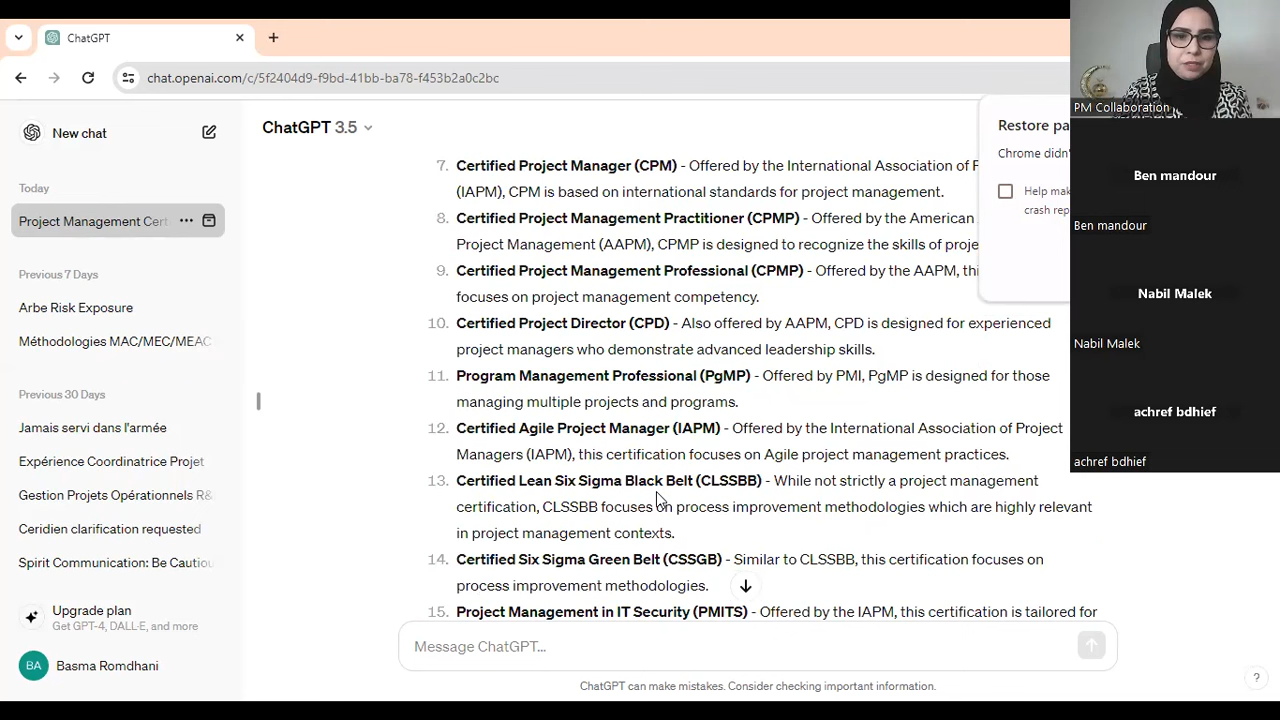 ChatGPT
chat.openai.com/c/5f2404d9-f9bd-41bb-ba78-f453b2a0c2bc
New chat
Today
Project Management Cert
Previous 7 Days
Arbe Risk Exposure
Méthodologies MAC/MEC/MEAC
Previous 30 Days
Jamais servi dans l'armée
Expérience Coordinatrice Projet
Gestion Projets Opérationnels R&
Ceridien clarification requested
Spirit Communication: Be Cautiou
Upgrade plan
Get GPT-4, DALL·E, and more
BA Basma Romdhani
ChatGPT 3.5
7. Certified Project Manager (CPM) - Offered by the International Association of P
(IAPM), CPM is based on international standards for project management.
8. Certified Project Management Practitioner (CPMP) - Offered by the American
Project Management (AAPM), CPMP is designed to recognize the skills of proje
9. Certified Project Management Professional (CPMP) - Offered by the AAPM, thi
focuses on project management competency.
10. Certified Project Director (CPD) - Also offered by AAPM, CPD is designed for experienced
project managers who demonstrate advanced leadership skills.
11. Program Management Professional (PgMP) - Offered by PMI, PgMP is designed for those
managing multiple projects and programs.
12. Certified Agile Project Manager (IAPM) - Offered by the International Association of Project
Managers (IAPM), this certification focuses on Agile project management practices.
13. Certified Lean Six Sigma Black Belt (CLSSBB) - While not strictly a project management
certification, CLSSBB focuses on process improvement methodologies which are highly relevant
in project management contexts.
14. Certified Six Sigma Green Belt (CSSGB) - Similar to CLSSBB, this certification focuses on
process improvement methodologies.
15. Project Management in IT Security (PMITS) - Offered by the IAPM, this certification is tailored for
Message ChatGPT...
ChatGPT can make mistakes. Consider checking important information.
?
Restore pa
Chrome didn'
Help mak
crash rep
PM Collaboration
Ben mandour
Ben mandour
Nabil Malek
Nabil Malek
achref bdhief
achref bdhief